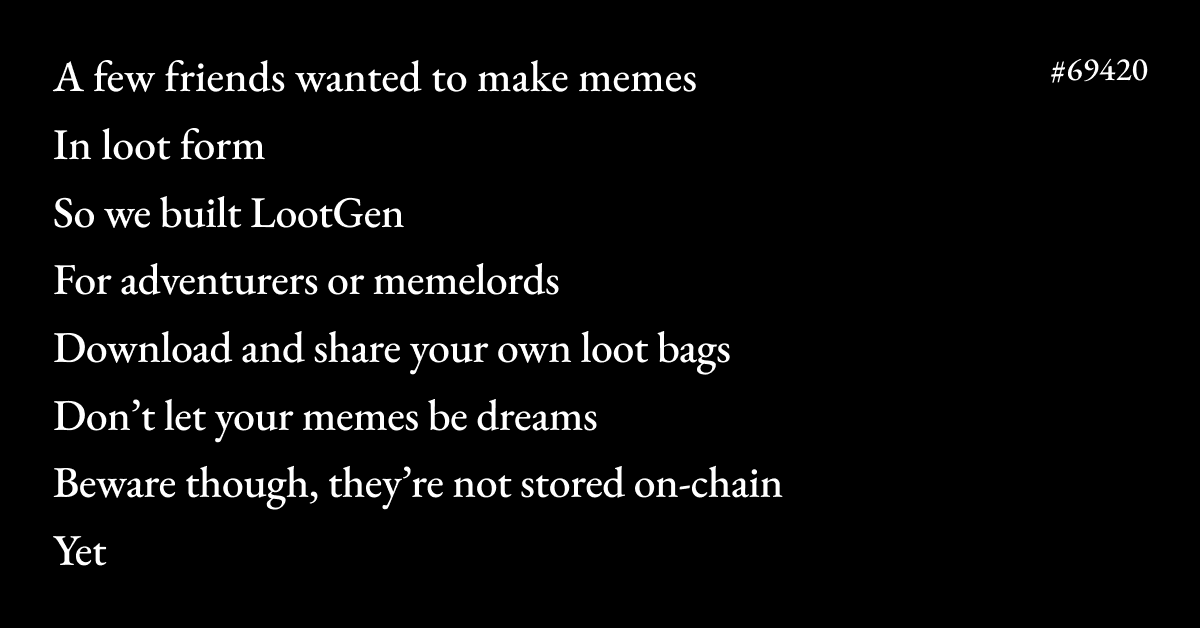 A few friends wanted to make memes
#69420
In loot form
So we built LootGen
For adventurers or memelords
Download and share your own loot bags
Don’t let your memes be dreams
Beware though, they’re not stored on-chain
Yet